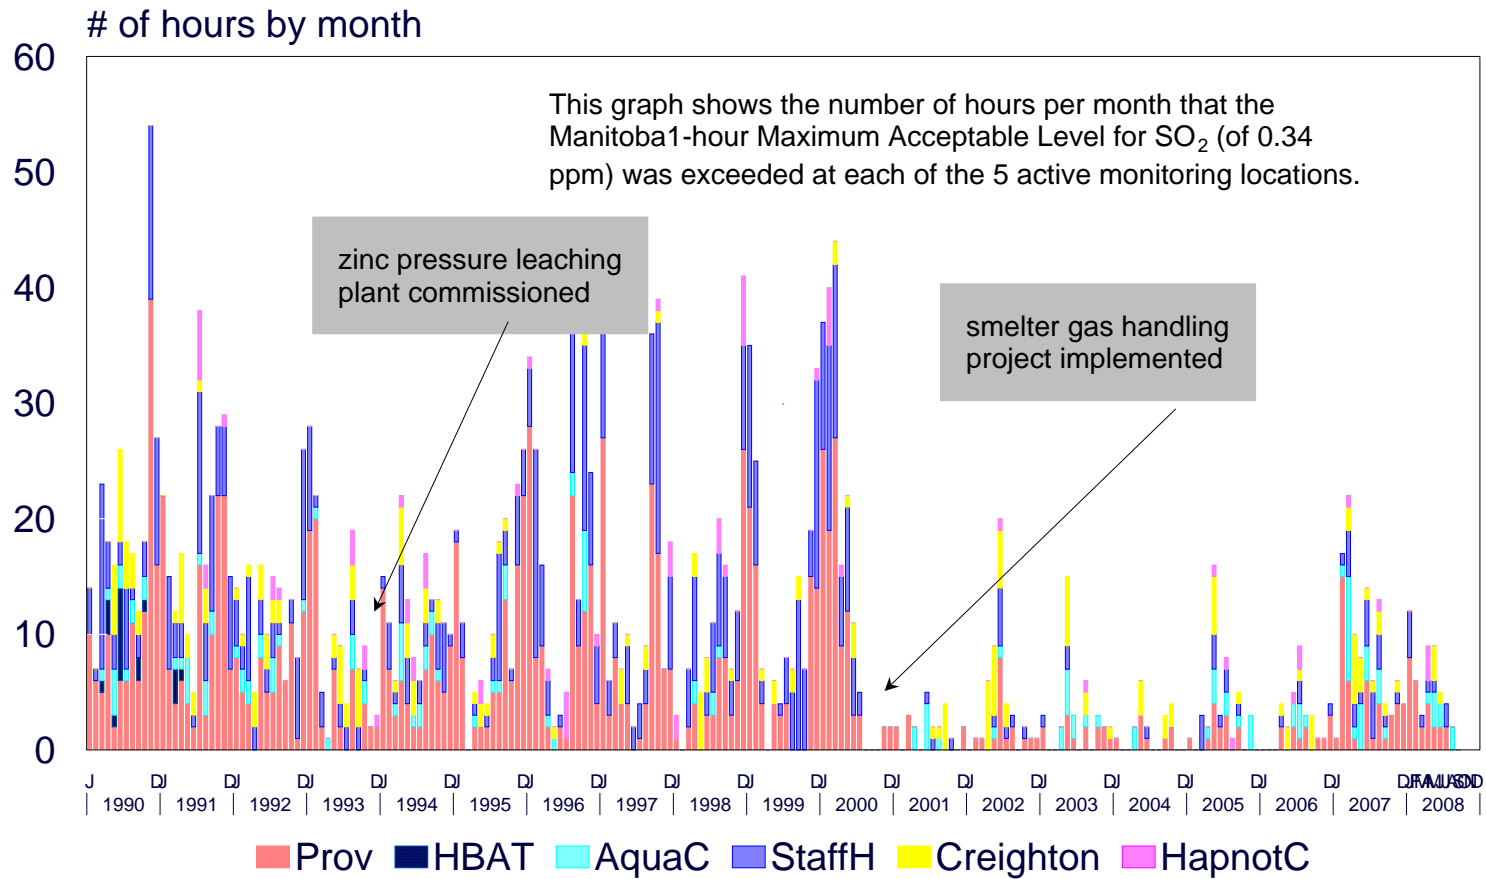 # of hours by month
60
This graph shows the number of hours per month that the
Manitoba1-hour Maximum Acceptable Level for SO2 (of 0.34
ppm) was exceeded at each of the 5 active monitoring locations.
50
zinc pressure leaching
plant commissioned
40
smelter gas handling
project implemented
30
20
10
0
J DJ DJ DJ DJ DJ DJ DJ DJ DJ DJ DJ DJ DJ DJ DJ DJ DJ
1990 1991 1992 1993 1994 1995 1996 1997 1998 1999 2000 2001 2002 2003 2004 2005 2006 2007 2008
Prov HBAT AquaC StaffH Creighton HapnotC